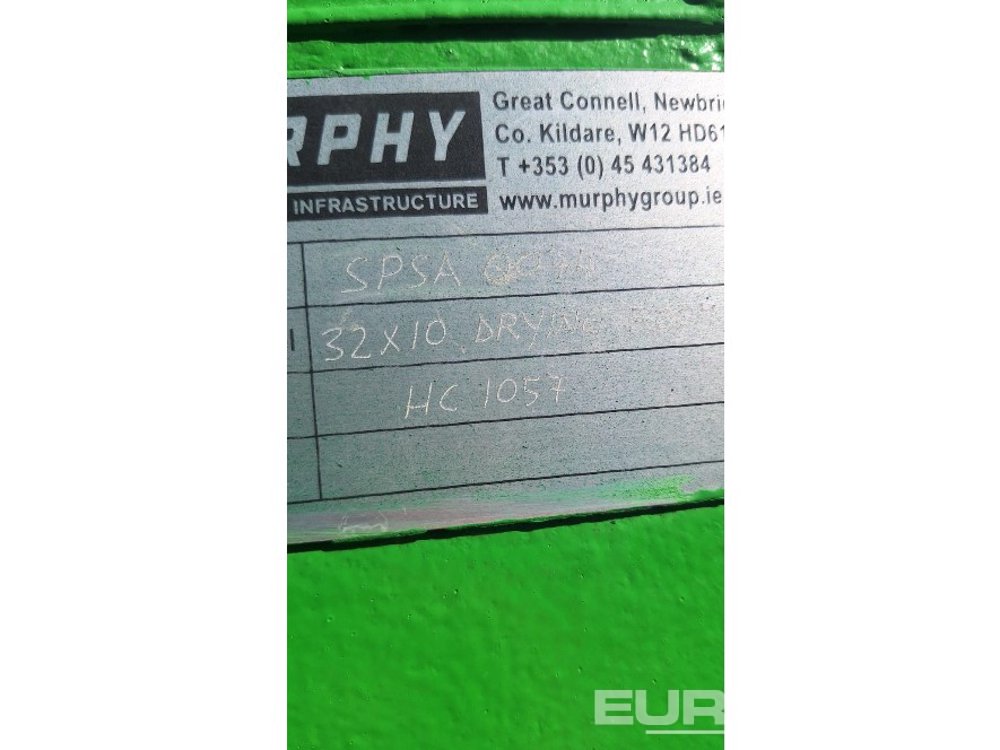 RPHY
INFRASTRUCTURE
Great Connell, Newbri
Co. Kildare, W12 HD61
T +353 (0) 45 431384
www.murphygroup.ie
SPSA
32X10 DRYING
HC 1057
EUR